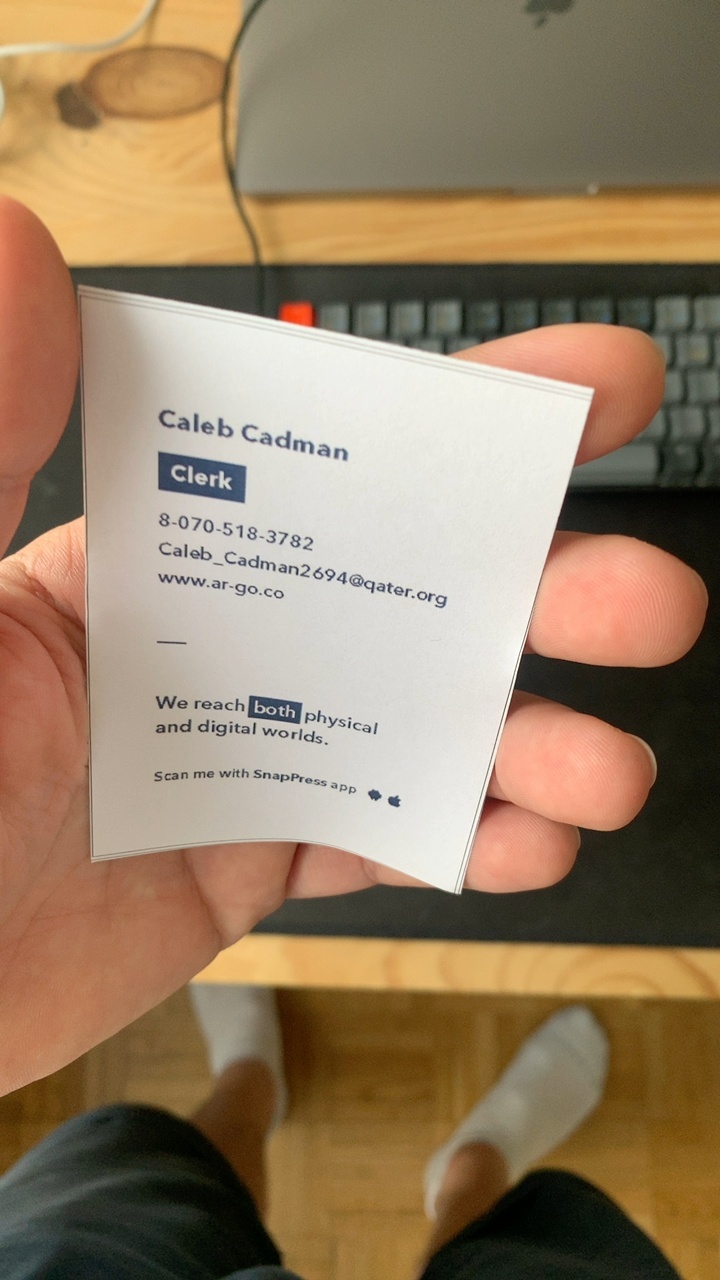 Caleb Cadman
Clerk
8-070-518-3782
Caleb_Cadman2694@qater.org
www.ar-go.co
We reach both physical
and digital worlds.
Scan me with SnapPress app